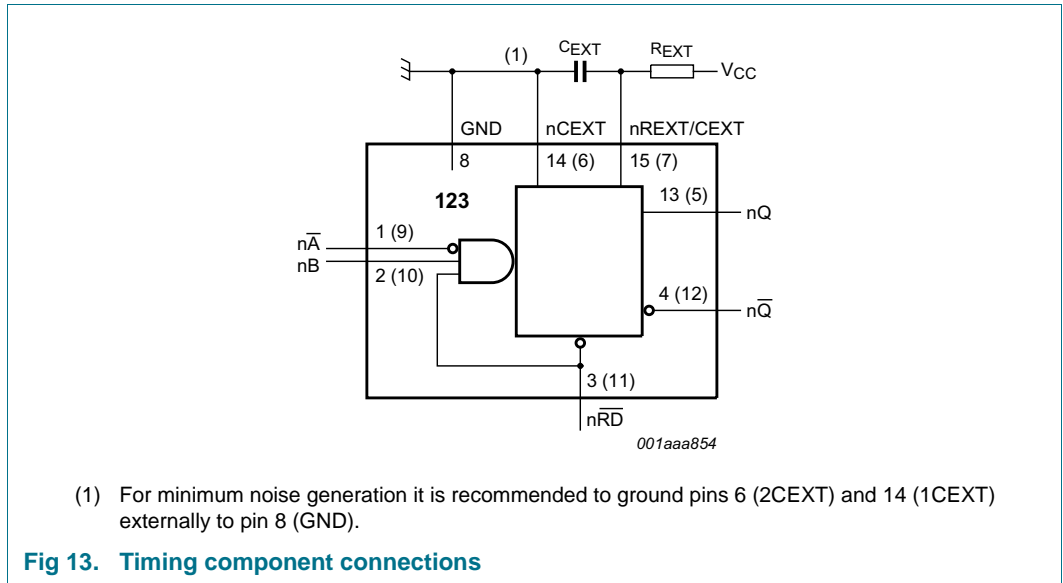 (1) CEXT REXT
VCC
GND nCEXT nREXT/CEXT
8 14 (6) 15 (7)
123 13 (5)
nQ
1 (9)
nA̅
nB
2 (10)
4 (12)
nQ̅
3 (11)
nR̅D̅
001aaa854
(1) For minimum noise generation it is recommended to ground pins 6 (2CEXT) and 14 (1CEXT)
externally to pin 8 (GND).
Fig 13. Timing component connections